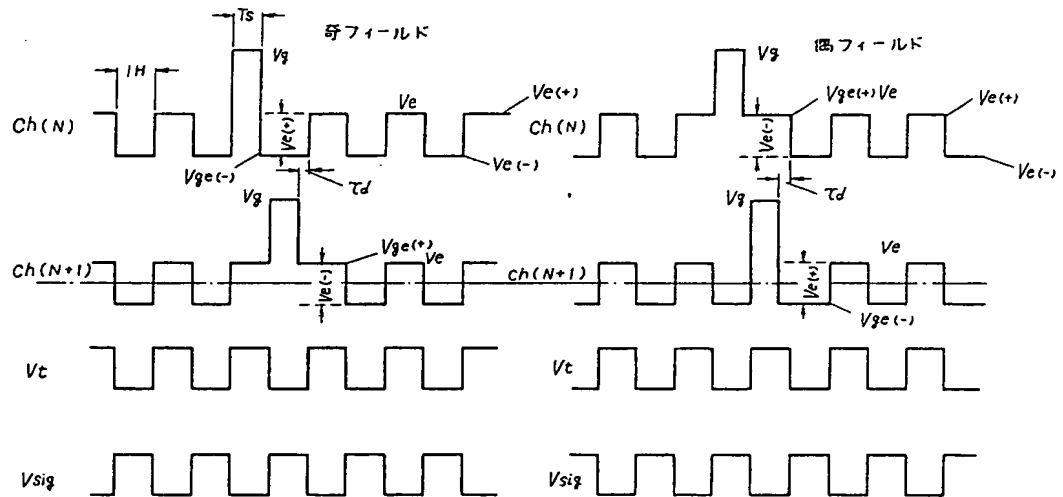 奇フィールド
Ts
Vg
1H
Ve
Ve(+)
Ch(N)
Ve(+)
Vge(-)
Ve(-)
τd
Vg
Vge(+)
Ve
Ch(N+1)
Ve(-)
Vt
Vsig
偶フィールド
Vg
Vge(+) Ve
Ve(+)
Ch(N)
Ve(-)
Ve(-)
τd
Vg
Ve
Ch(N+1)
Ve(+)
Vge(-)
Vt
Vsig